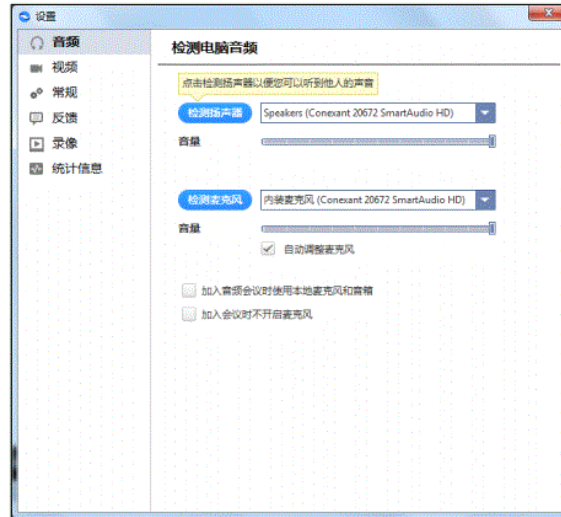 设置
音频
视频
常规
反馈
录像
统计信息
检测电脑音频
点击检测扬声器以便您可以听到他人的声音
检测扬声器 Speakers (Conexant 20672 SmartAudio HD)
音量
检测麦克风 内装麦克风 (Conexant 20672 SmartAudio HD)
音量
自动调整麦克风
加入音频会议时使用本地麦克风和音箱
加入会议时不开启麦克风